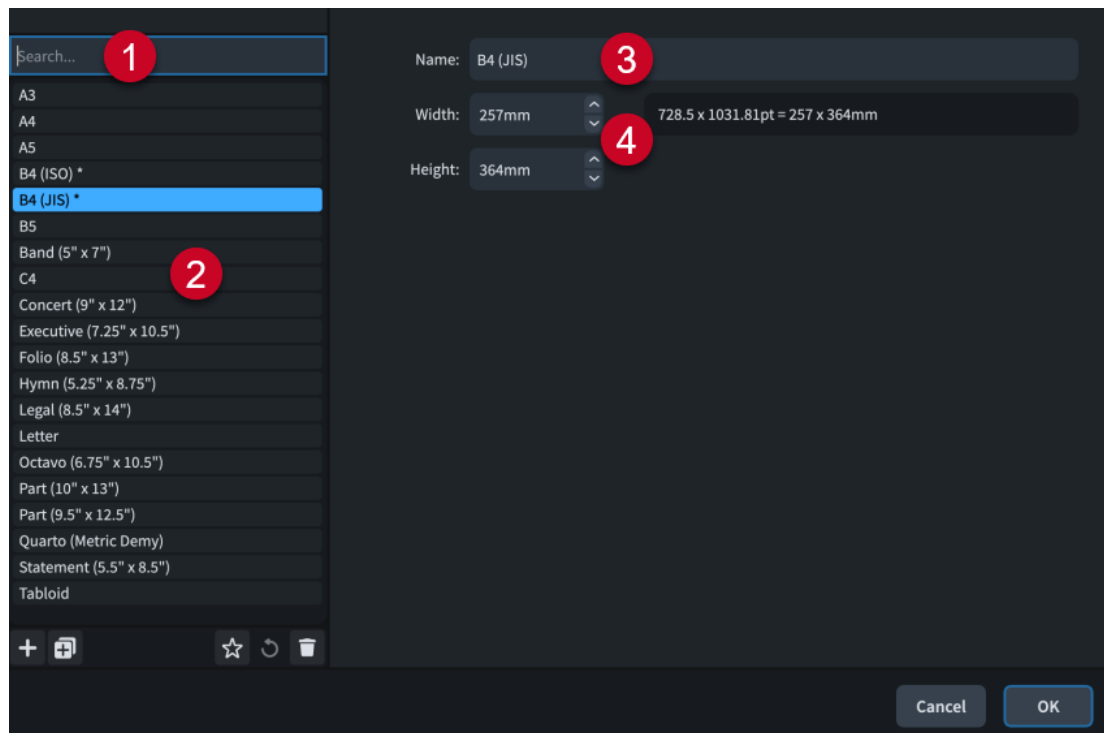 Search...
1
A3
A4
A5
B4 (ISO) *
B4 (JIS) *
B5
Band (5" x 7")
C4
2
Concert (9" x 12")
Executive (7.25" x 10.5")
Folio (8.5" x 13")
Hymn (5.25" x 8.75")
Legal (8.5" x 14")
Letter
Octavo (6.75" x 10.5")
Part (10" x 13")
Part (9.5" x 12.5")
Quarto (Metric Demy)
Statement (5.5" x 8.5")
Tabloid
Name: B4 (JIS)
3
Width: 257mm
728.5 x 1031.81pt = 257 x 364mm
4
Height: 364mm
Cancel
OK